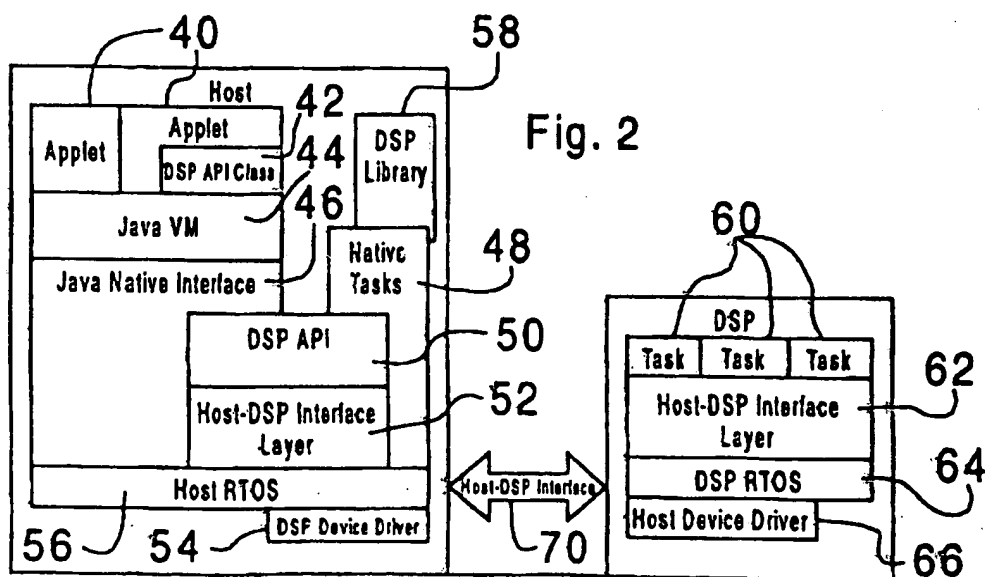 40
58
Host
42
Applet
Applet
DSP API Class
44
DSP
Library
Fig. 2
Java VM
46
Java Native Interface
Native
Tasks
48
60
DSP API
50
DSP
Task
Task
Task
Host-DSP Interface
Layer
52
Host-DSP Interface
Layer
62
Host RTOS
Host-DSP Interface
DSP RTOS
64
56
54
DSP Device Driver
70
Host Device Driver
66